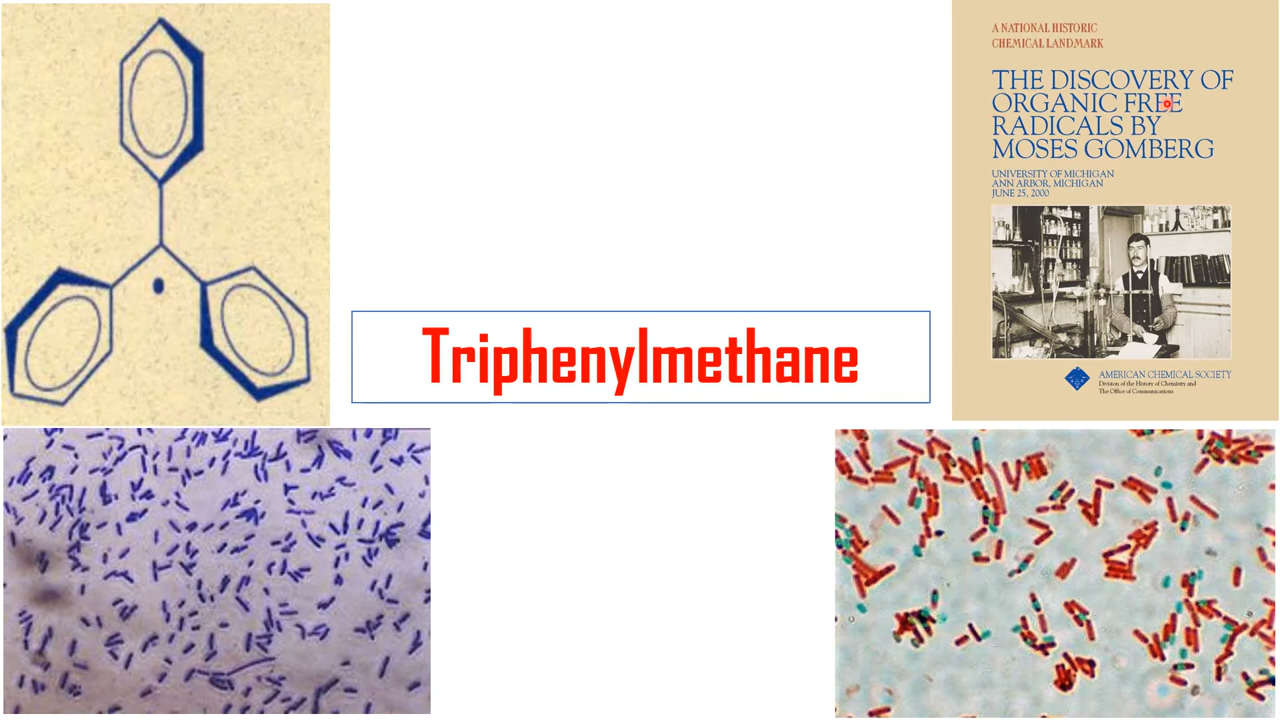 A NATIONAL HISTORIC
CHEMICAL LANDMARK
THE DISCOVERY OF
ORGANIC FREE
RADICALS BY
MOSES GOMBERG
UNIVERSITY OF MICHIGAN
ANN ARBOR, MICHIGAN
JUNE 25, 2000
Triphenylmethane
AMERICAN CHEMICAL SOCIETY
Division of the History of Chemistry and
The Office of Communications